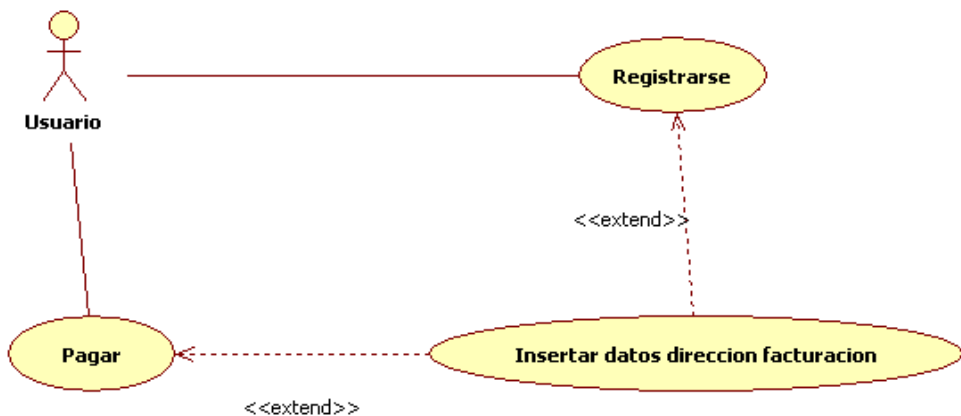 Registrarse
Usuario
<<extend>>
Pagar
Insertar datos direccion facturacion
<<extend>>